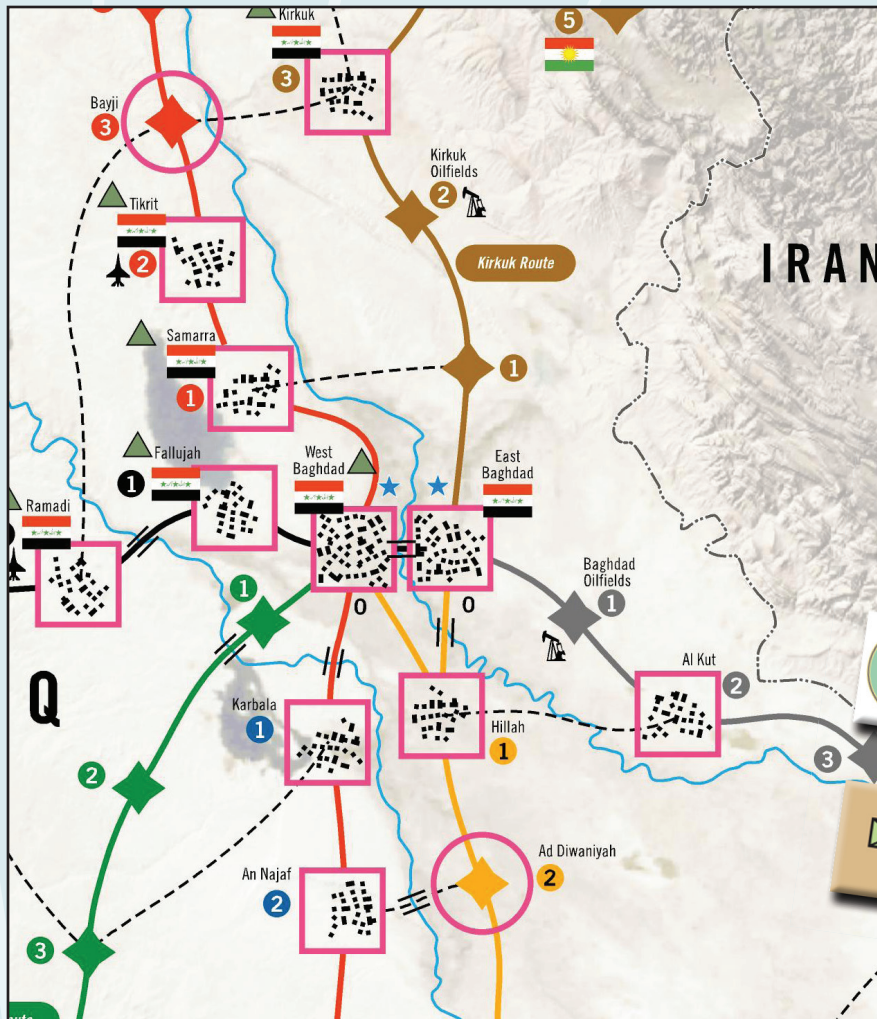 Kirkuk
3
5
Bayji
3
Kirkuk
Oilfields
2
Tikrit
2
Kirkuk Route
IRAN
Samarra
1
1
Fallujah
1
West
Baghdad
East
Baghdad
Ramadi
0
0
1
Baghdad
Oilfields
1
Al Kut
2
Q
Karbala
1
Hillah
1
3
2
An Najaf
2
Ad Diwaniyah
2
3